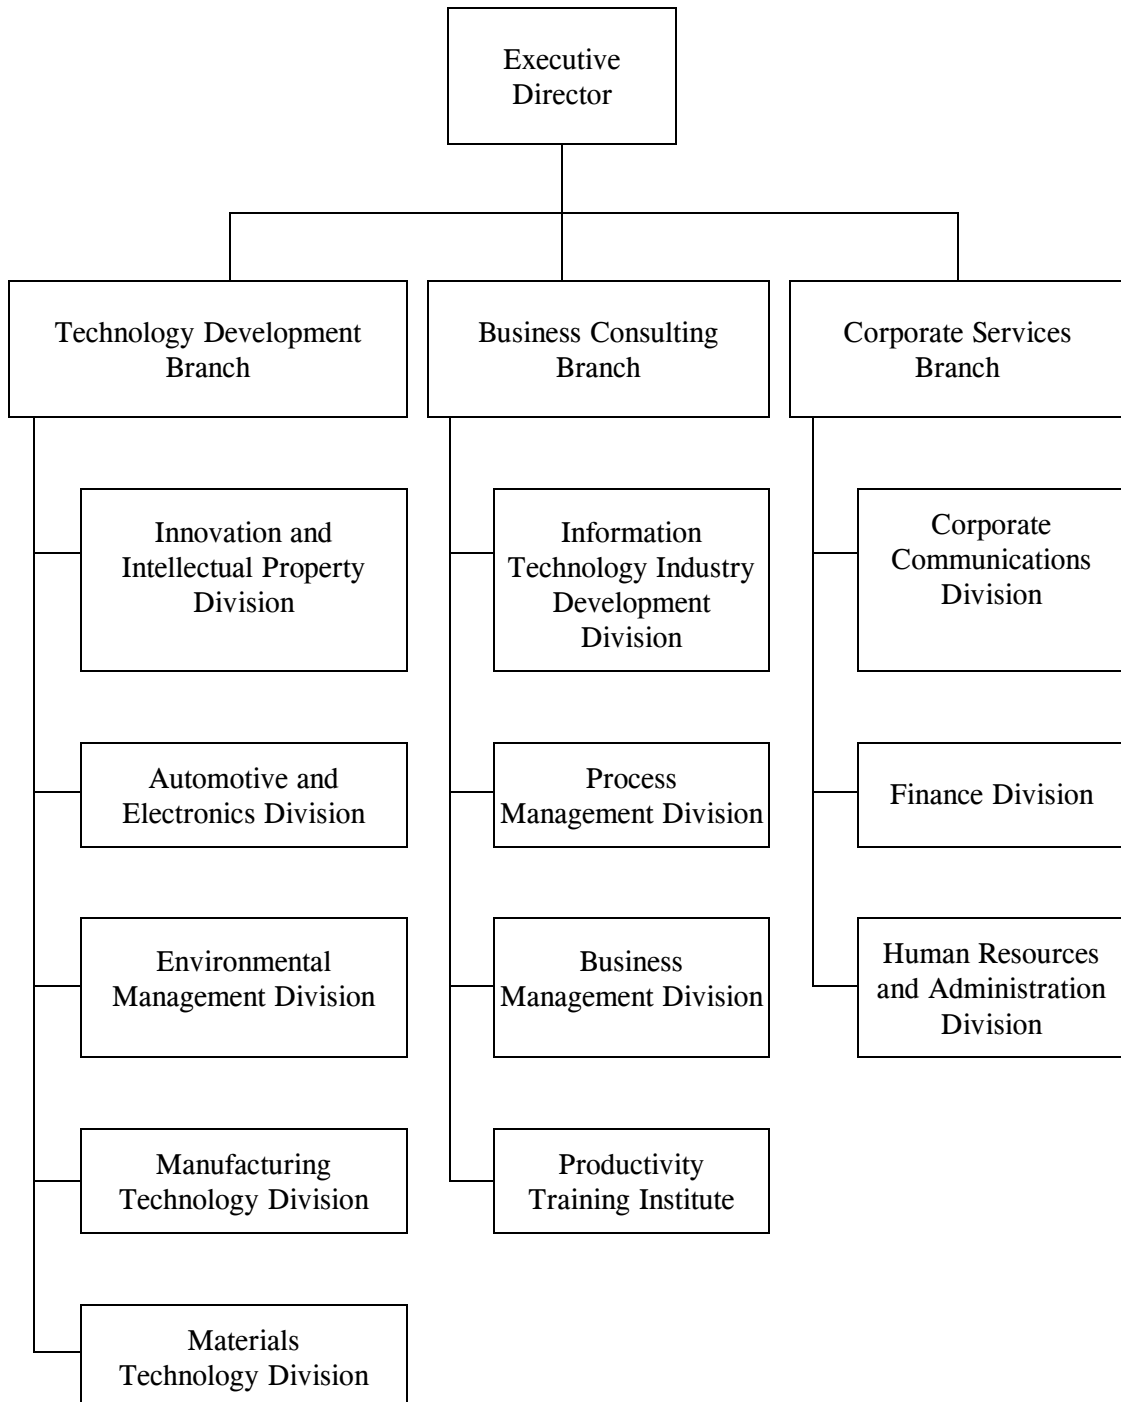 Executive
Director
Technology Development
Branch
Business Consulting
Branch
Corporate Services
Branch
Innovation and
Intellectual Property
Division
Automotive and
Electronics Division
Environmental
Management Division
Manufacturing
Technology Division
Materials
Technology Division
Information
Technology Industry
Development
Division
Process
Management Division
Business
Management Division
Productivity
Training Institute
Corporate
Communications
Division
Finance Division
Human Resources
and Administration
Division